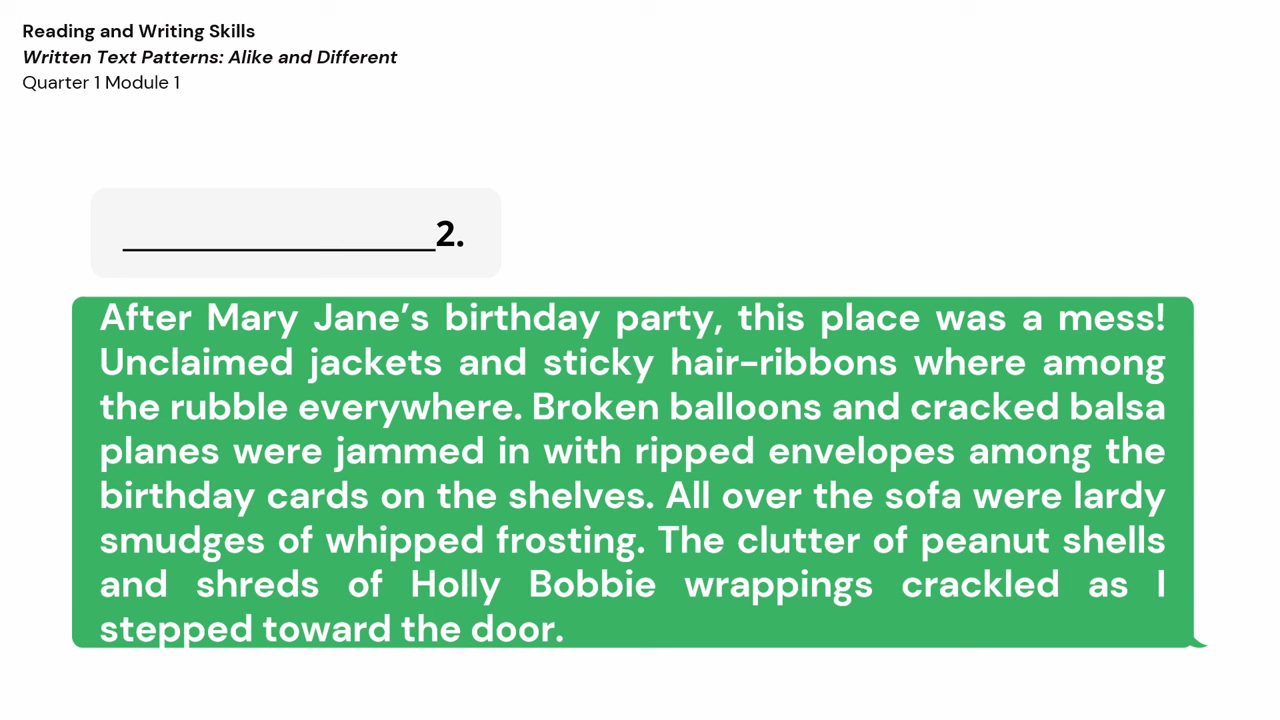 Reading and Writing Skills
Written Text Patterns: Alike and Different
Quarter 1 Module 1
__________________2.
After Mary Jane’s birthday party, this place was a mess!
Unclaimed jackets and sticky hair-ribbons where among
the rubble everywhere. Broken balloons and cracked balsa
planes were jammed in with ripped envelopes among the
birthday cards on the shelves. All over the sofa were lardy
smudges of whipped frosting. The clutter of peanut shells
and shreds of Holly Bobbie wrappings crackled as I
stepped toward the door.